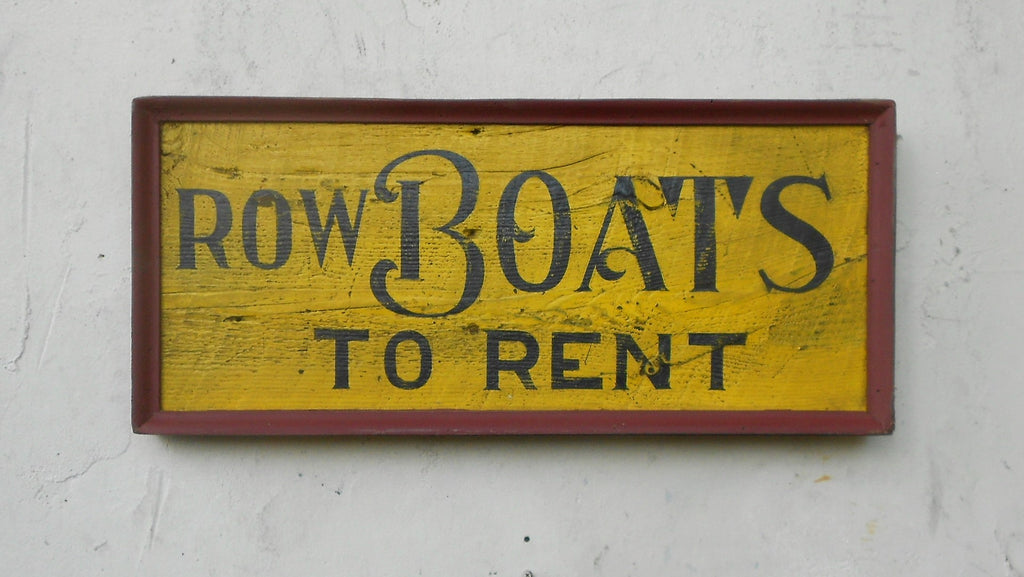 ROW BOATS
TO RENT